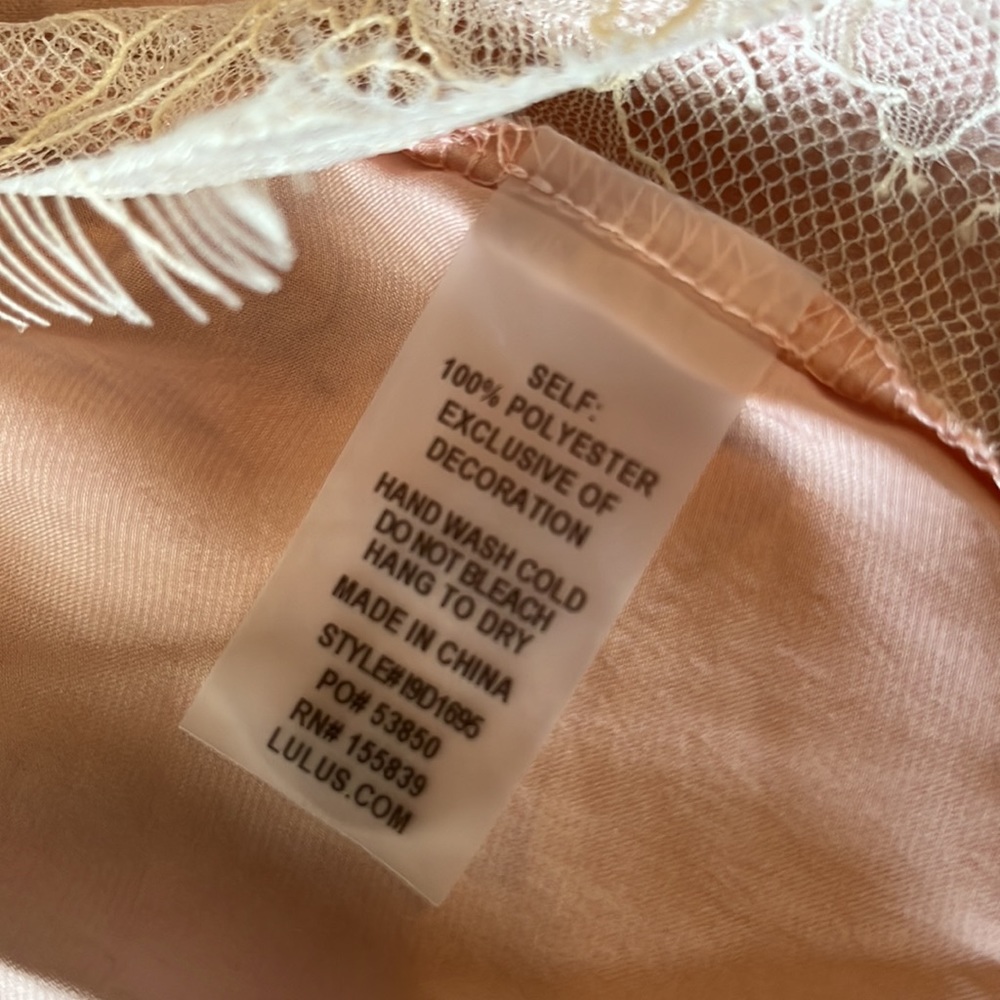 SELF:
100% POLYESTER
EXCLUSIVE OF
DECORATION
HAND WASH COLD
DO NOT BLEACH
HANG TO DRY
MADE IN CHINA
STYLE# I9D1695
PO# 53850
RN# 155839
LULUS.COM